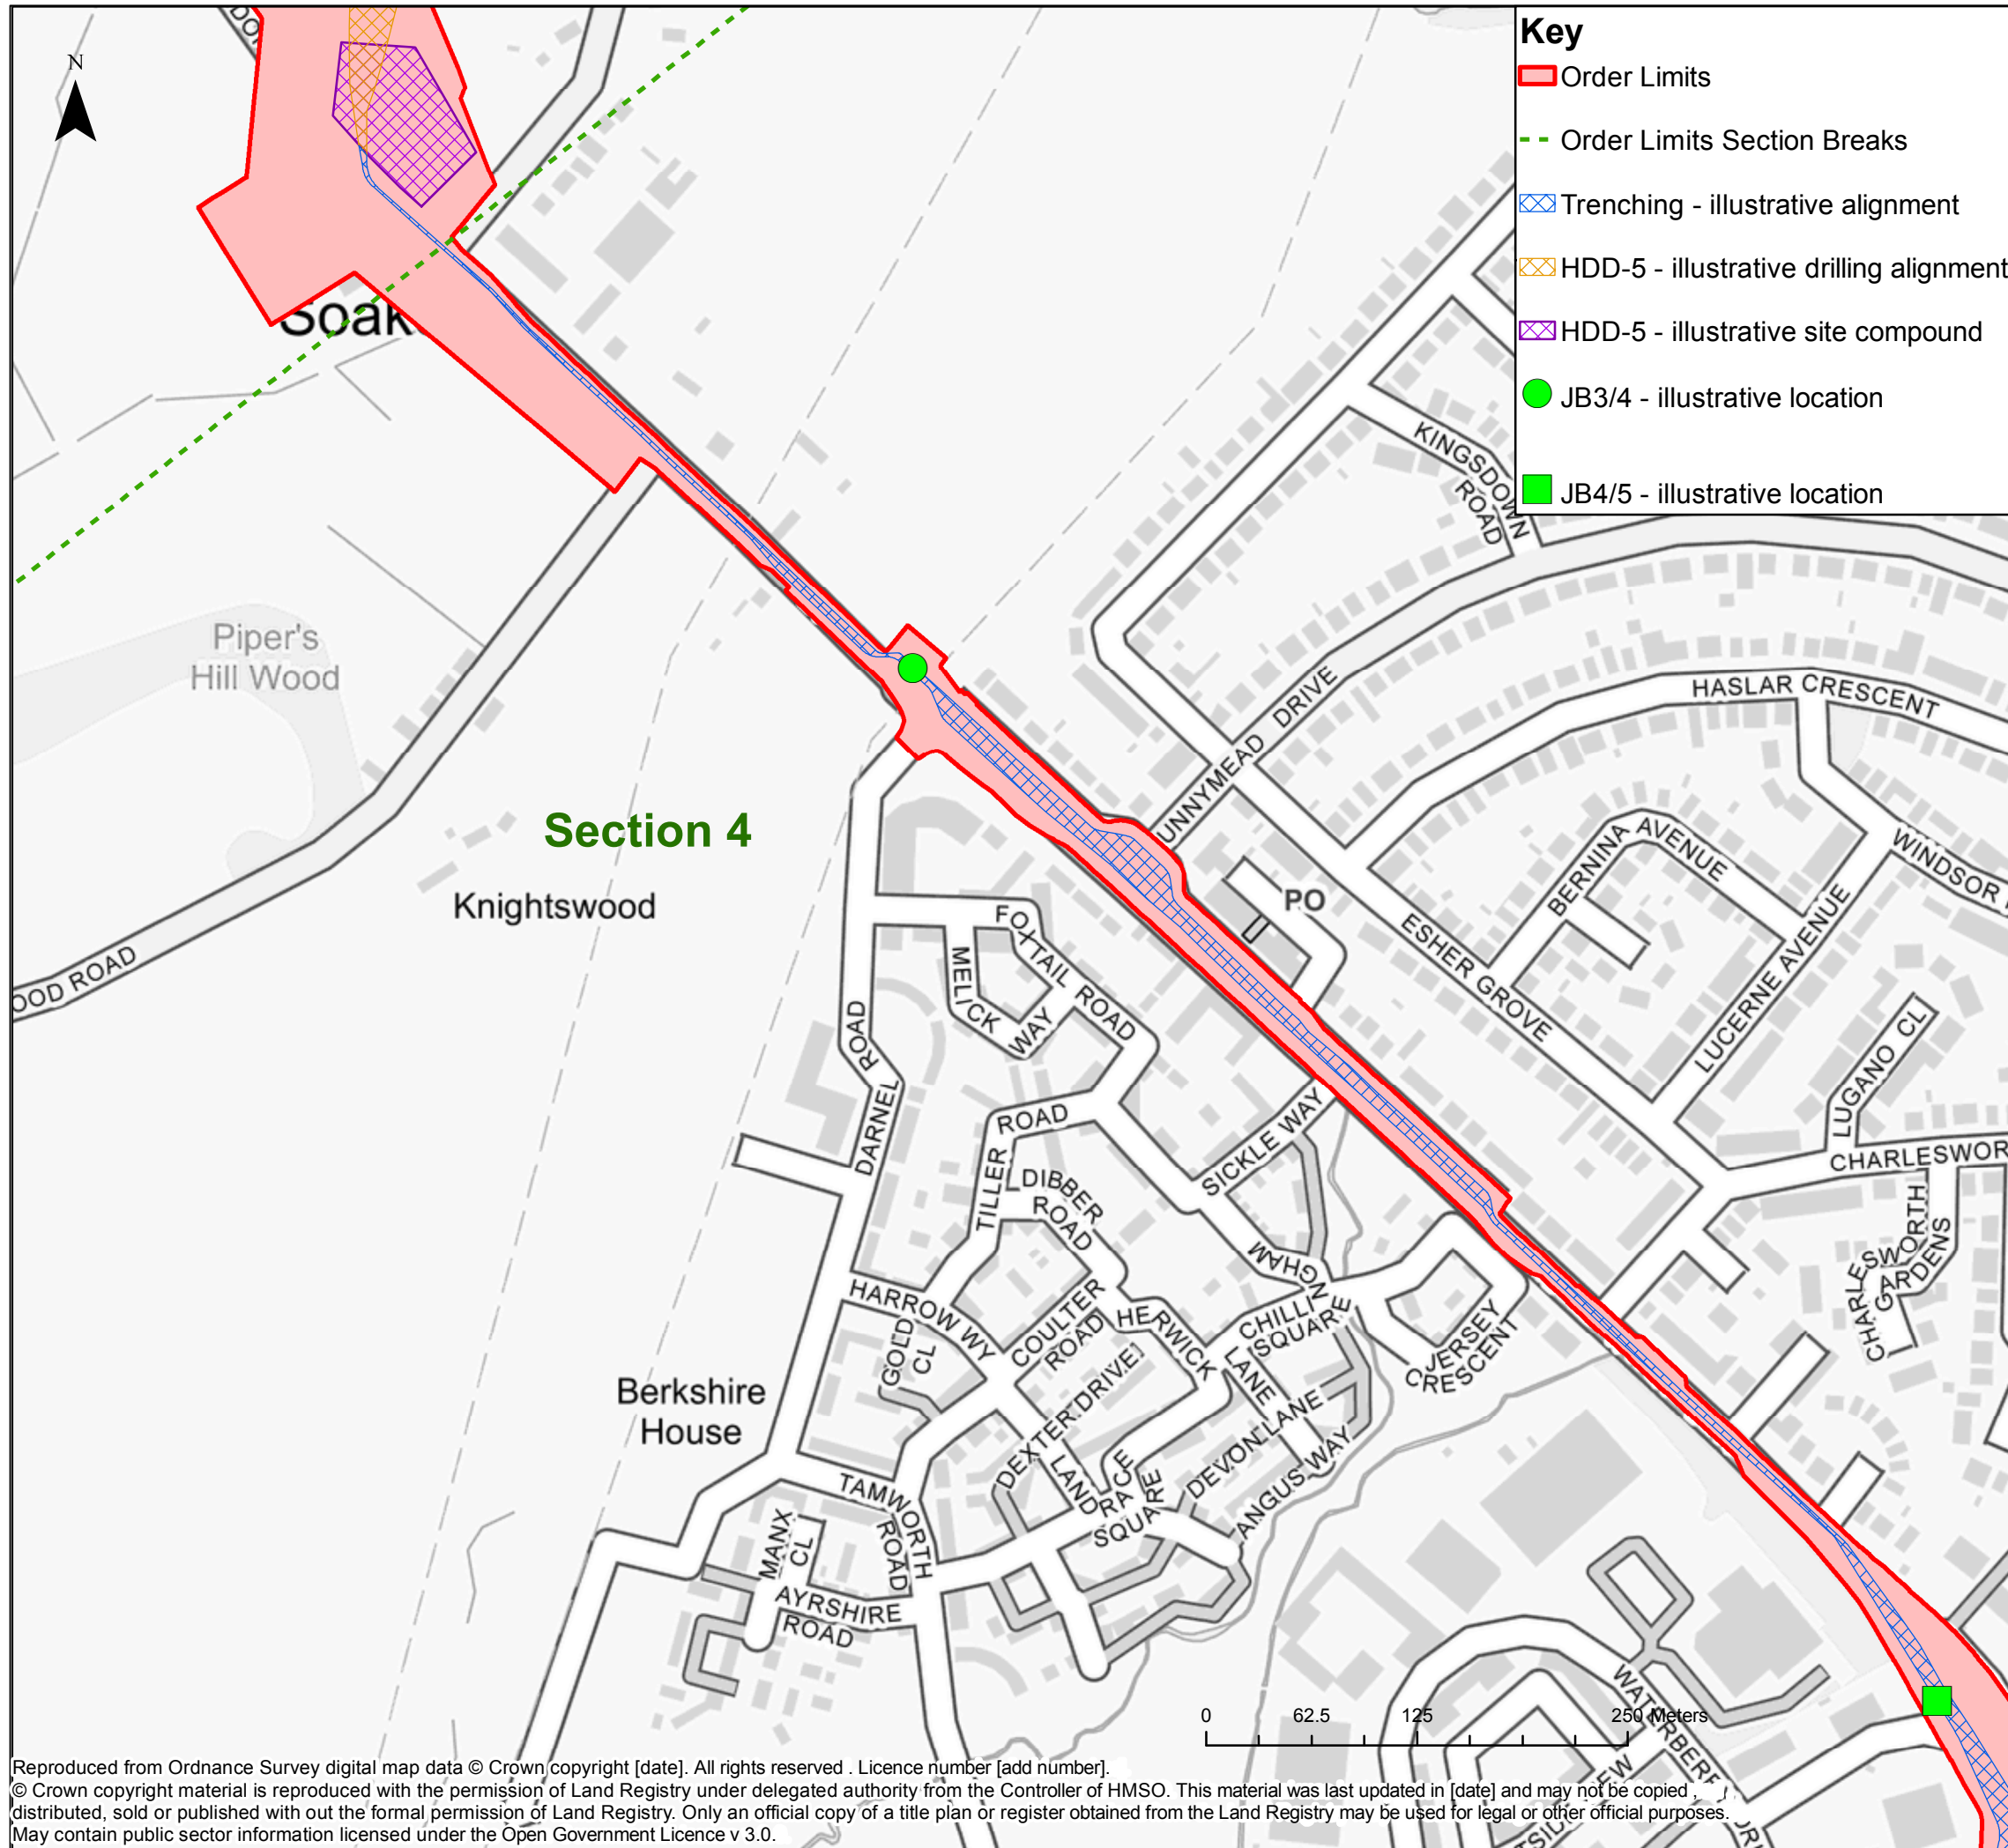 N
Key
Order Limits
Order Limits Section Breaks
Trenching - illustrative alignment
HDD-5 - illustrative drilling alignment
HDD-5 - illustrative site compound
JB3/4 - illustrative location
JB4/5 - illustrative location
Soak
KINGSDOWN
ROAD
Piper's
Hill Wood
UNNYMEAD DRIVE
HASLAR CRESCENT
Section 4
Knightswood
PO
BERNINA AVENUE
WINDSOR
ESHER GROVE
LUCERNE AVENUE
LUGANO CL
OOD ROAD
FOXTAIL ROAD
MELICK
WAY
ROAD
DARNEL
TILLER ROAD
SICKLE WAY
CHARLESWOR
DIBBER
ROAD
CHARLESWORTH
GARDENS
HARROW WY
GOLD
CL
COULTER
ROAD
HERWICK
LANE
CHILLINGHAM
SQUARE
JERSEY
CRESCENT
Berkshire
House
DEXTER DRIVE
DEVON LANE
ANGUS WAY
LANDRACE
SQUARE
TAMWORTH
ROAD
MANX
CL
AYRSHIRE
ROAD
0 62.5 125 250 Meters
Reproduced from Ordnance Survey digital map data © Crown copyright [date]. All rights reserved . Licence number [add number].
© Crown copyright material is reproduced with the permission of Land Registry under delegated authority from the Controller of HMSO. This material was last updated in [date] and may not be copied ,
distributed, sold or published with out the formal permission of Land Registry. Only an official copy of a title plan or register obtained from the Land Registry may be used for legal or other official purposes.
May contain public sector information licensed under the Open Government Licence v 3.0.